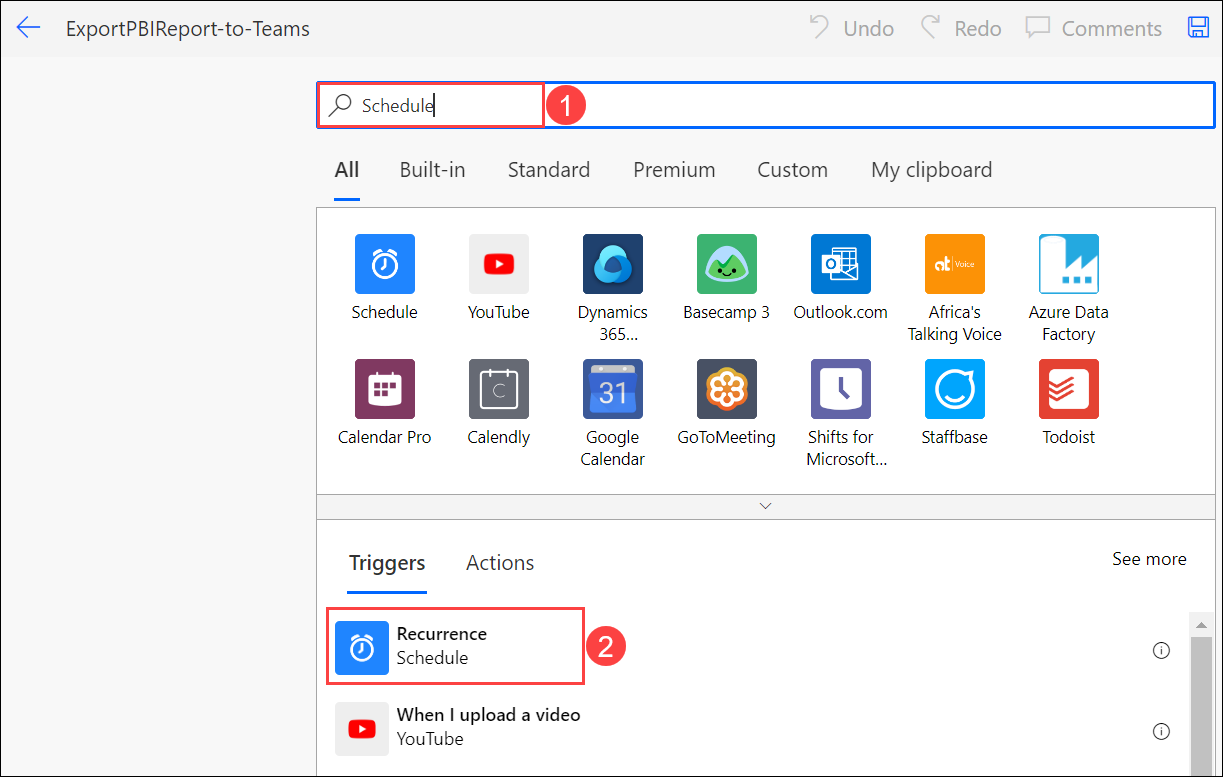 ExportPBIReport-to-Teams
Undo
Redo
Comments
Schedule
1
All
Built-in
Standard
Premium
Custom
My clipboard
at Voice
Schedule
YouTube
Dynamics
365...
Basecamp 3
Outlook.com
Africa's
Talking Voice
Azure Data
Factory
C
31
Calendar Pro
Calendly
Google
Calendar
GoToMeeting
Shifts for
Microsoft...
Staffbase
Todoist
Triggers
Actions
See more
Recurrence
Schedule
2
When I upload a video
YouTube